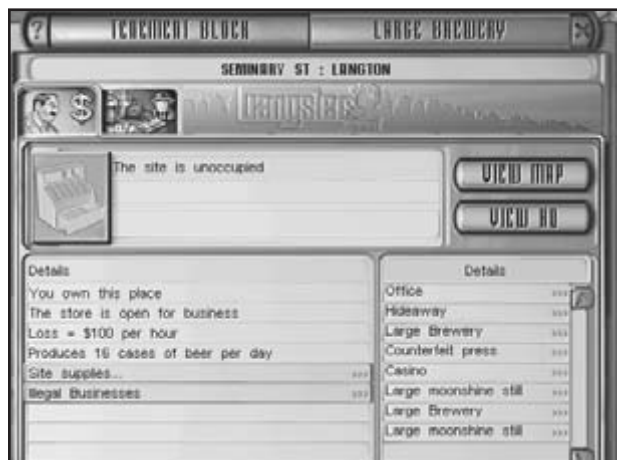 ?
TENEMENT BLOCK
LARGE BREWERY
X
SEMINARY ST : LANGTON
Gangsters 2
The site is unoccupied
VIEW MAP
VIEW HQ
Details
You own this place
The store is open for business
Loss = $100 per hour
Produces 16 cases of beer per day
Site supplies... >>>
Illegal Businesses >>>
Details
Office >>>
Hideaway >>>
Large Brewery >>>
Counterfeit press >>>
Casino >>>
Large moonshine still >>>
Large Brewery >>>
Large moonshine still >>>